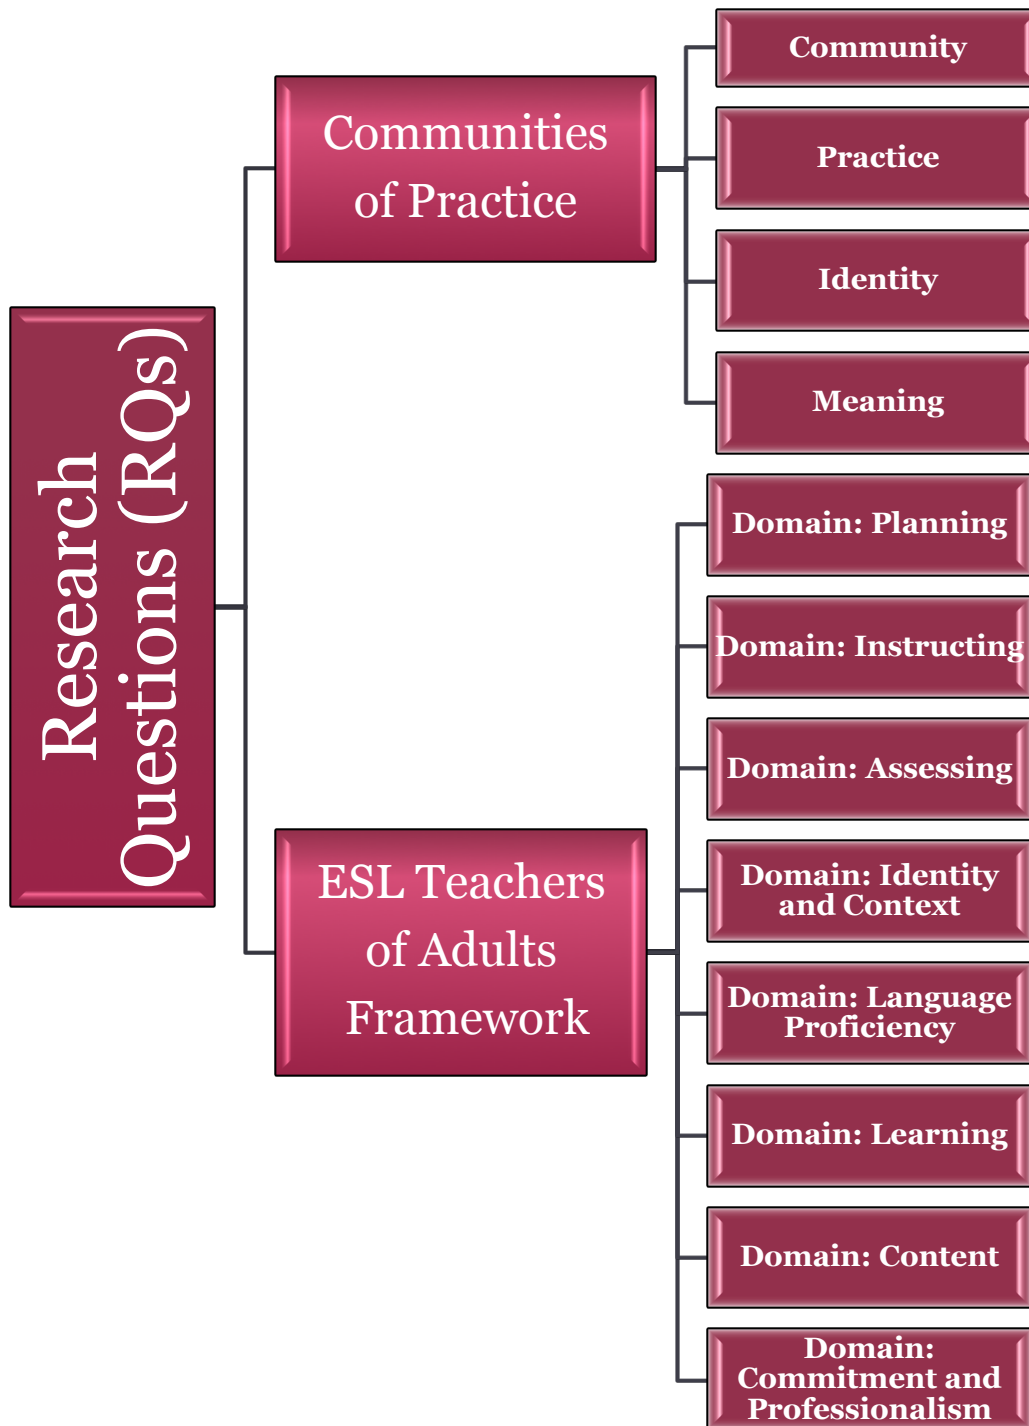 Research
Questions (RQs)
Communities
of Practice
Community
Practice
Identity
Meaning
ESL Teachers
of Adults
Framework
Domain: Planning
Domain: Instructing
Domain: Assessing
Domain: Identity
and Context
Domain: Language
Proficiency
Domain: Learning
Domain: Content
Domain:
Commitment and
Professionalism